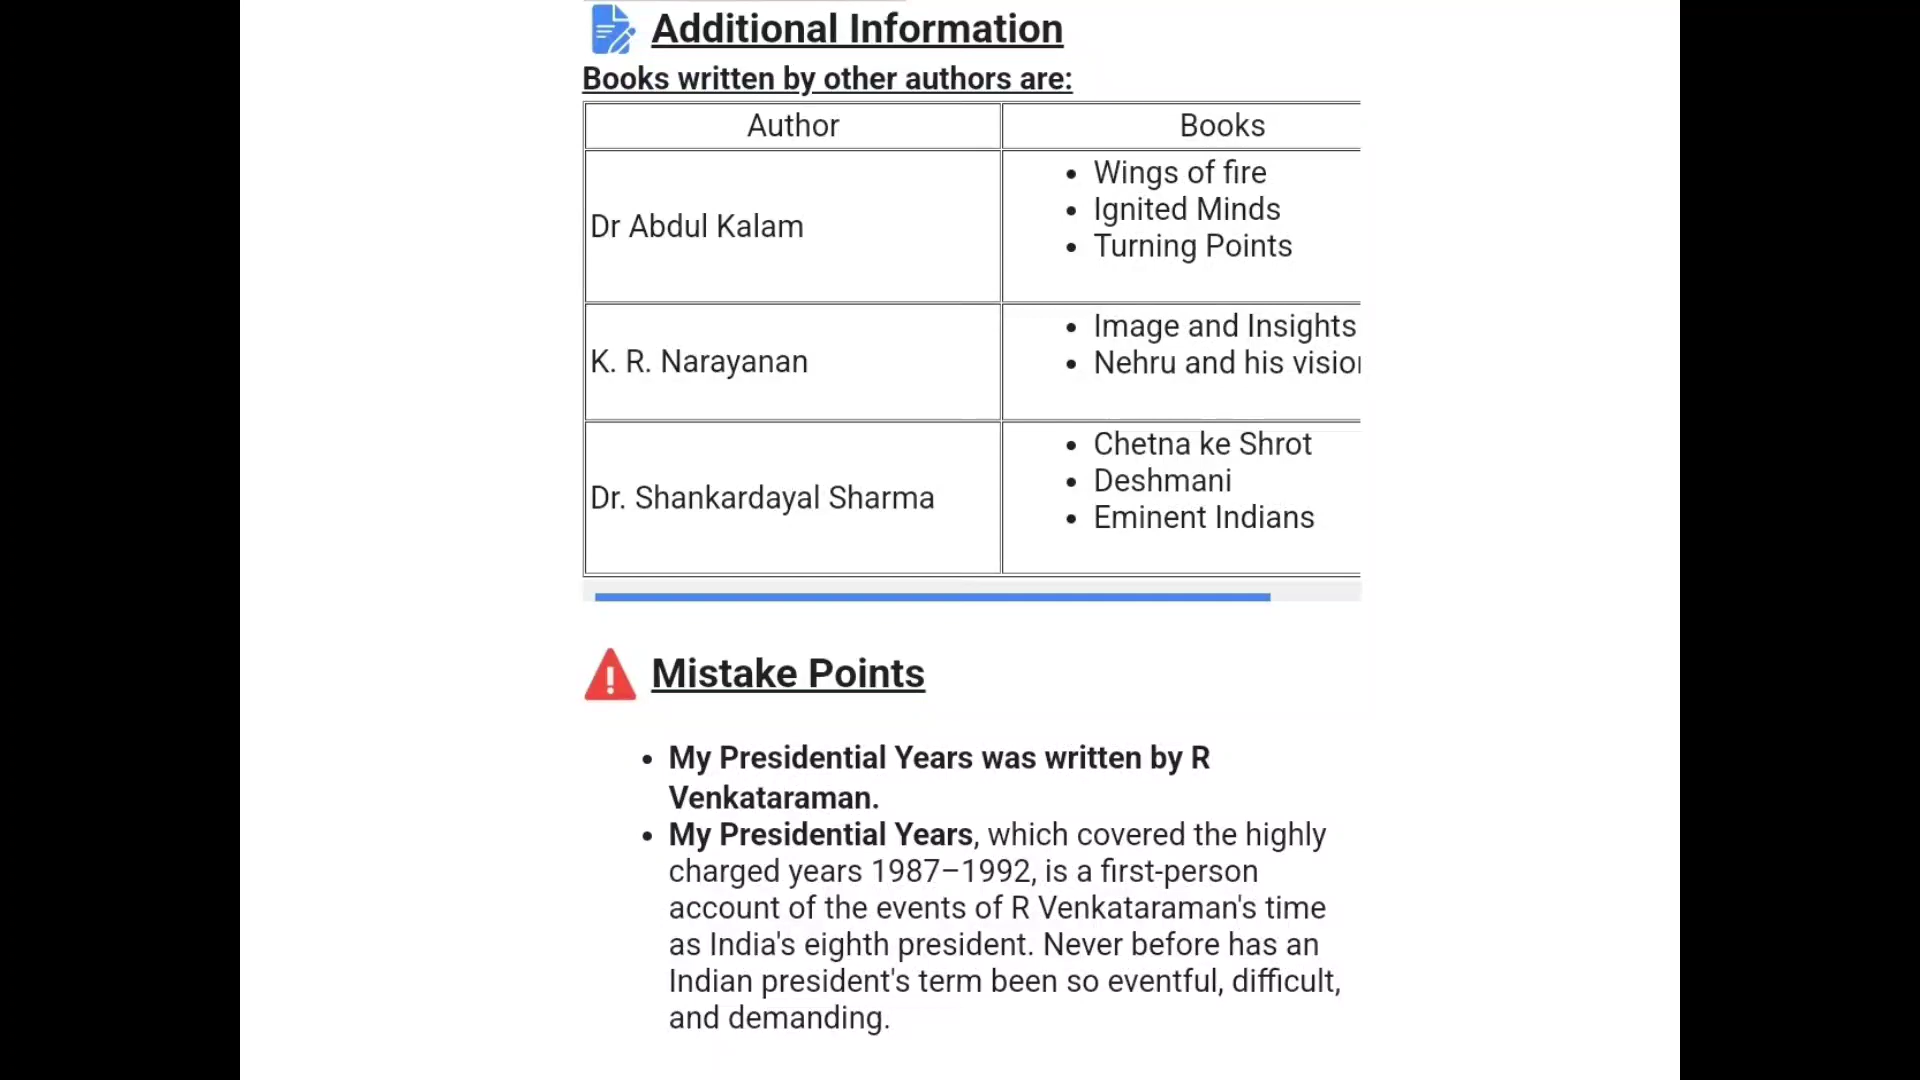 Additional Information
Books written by other authors are:
Author Books
Dr Abdul Kalam
• Wings of fire
• Ignited Minds
• Turning Points
K. R. Narayanan
• Image and Insights
• Nehru and his vision
Dr. Shankardayal Sharma
• Chetna ke Shrot
• Deshmani
• Eminent Indians
Mistake Points
• My Presidential Years was written by R
Venkataraman.
• My Presidential Years, which covered the highly
charged years 1987–1992, is a first-person
account of the events of R Venkataraman's time
as India's eighth president. Never before has an
Indian president's term been so eventful, difficult,
and demanding.